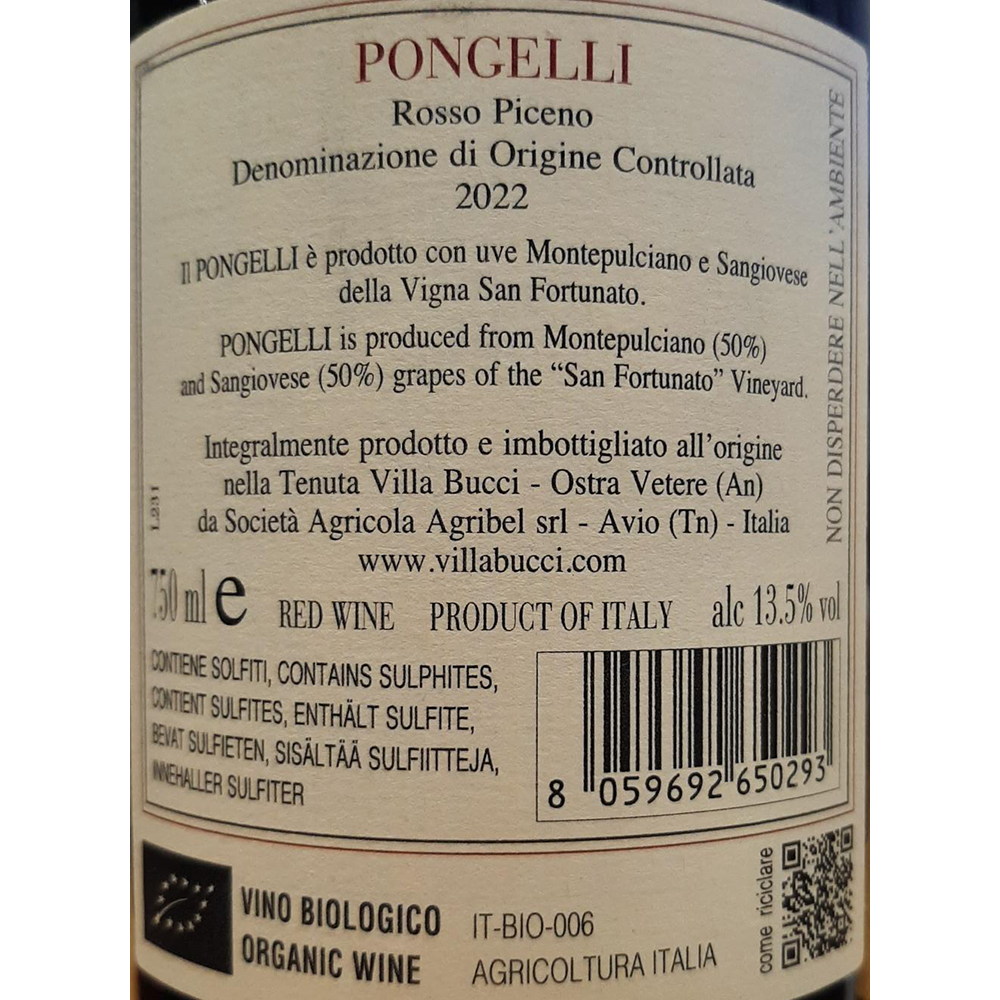 PONGELLI
Rosso Piceno
Denominazione di Origine Controllata
2022
Il PONGELLI è prodotto con uve Montepulciano e Sangiovese
della Vigna San Fortunato.
PONGELLI is produced from Montepulciano (50%)
and Sangiovese (50%) grapes of the “San Fortunato” Vineyard.
Integralmente prodotto e imbottigliato all’origine
nella Tenuta Villa Bucci - Ostra Vetere (An)
da Società Agricola Agribel srl - Avio (Tn) - Italia
www.villabucci.com
L231
NON DISPERDERE NELL'AMBIENTE
750 ml e RED WINE PRODUCT OF ITALY alc 13.5% vol
CONTIENE SOLFITI, CONTAINS SULPHITES,
CONTIENT SULFITES, ENTHÄLT SULFITE,
BEVAT SULFIETEN, SISÄLTÄÄ SULFIITTEJA,
INNEHALLER SULFITER
8 059692 650293
VINO BIOLOGICO
ORGANIC WINE
IT-BIO-006
AGRICOLTURA ITALIA
come riciclare